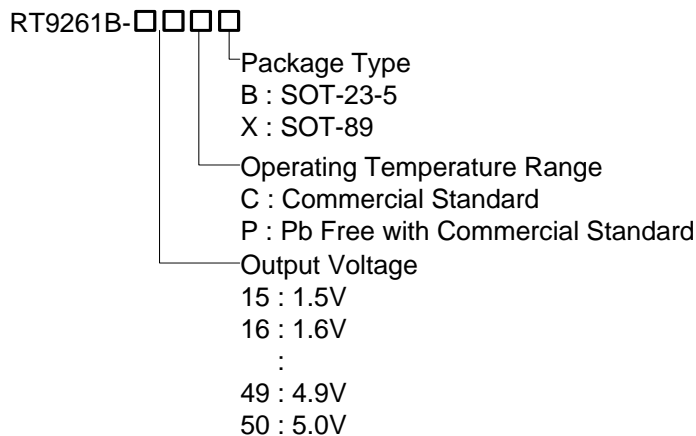 RT9261B-□□□□
Package Type
B : SOT-23-5
X : SOT-89
Operating Temperature Range
C : Commercial Standard
P : Pb Free with Commercial Standard
Output Voltage
15 : 1.5V
16 : 1.6V
:
49 : 4.9V
50 : 5.0V